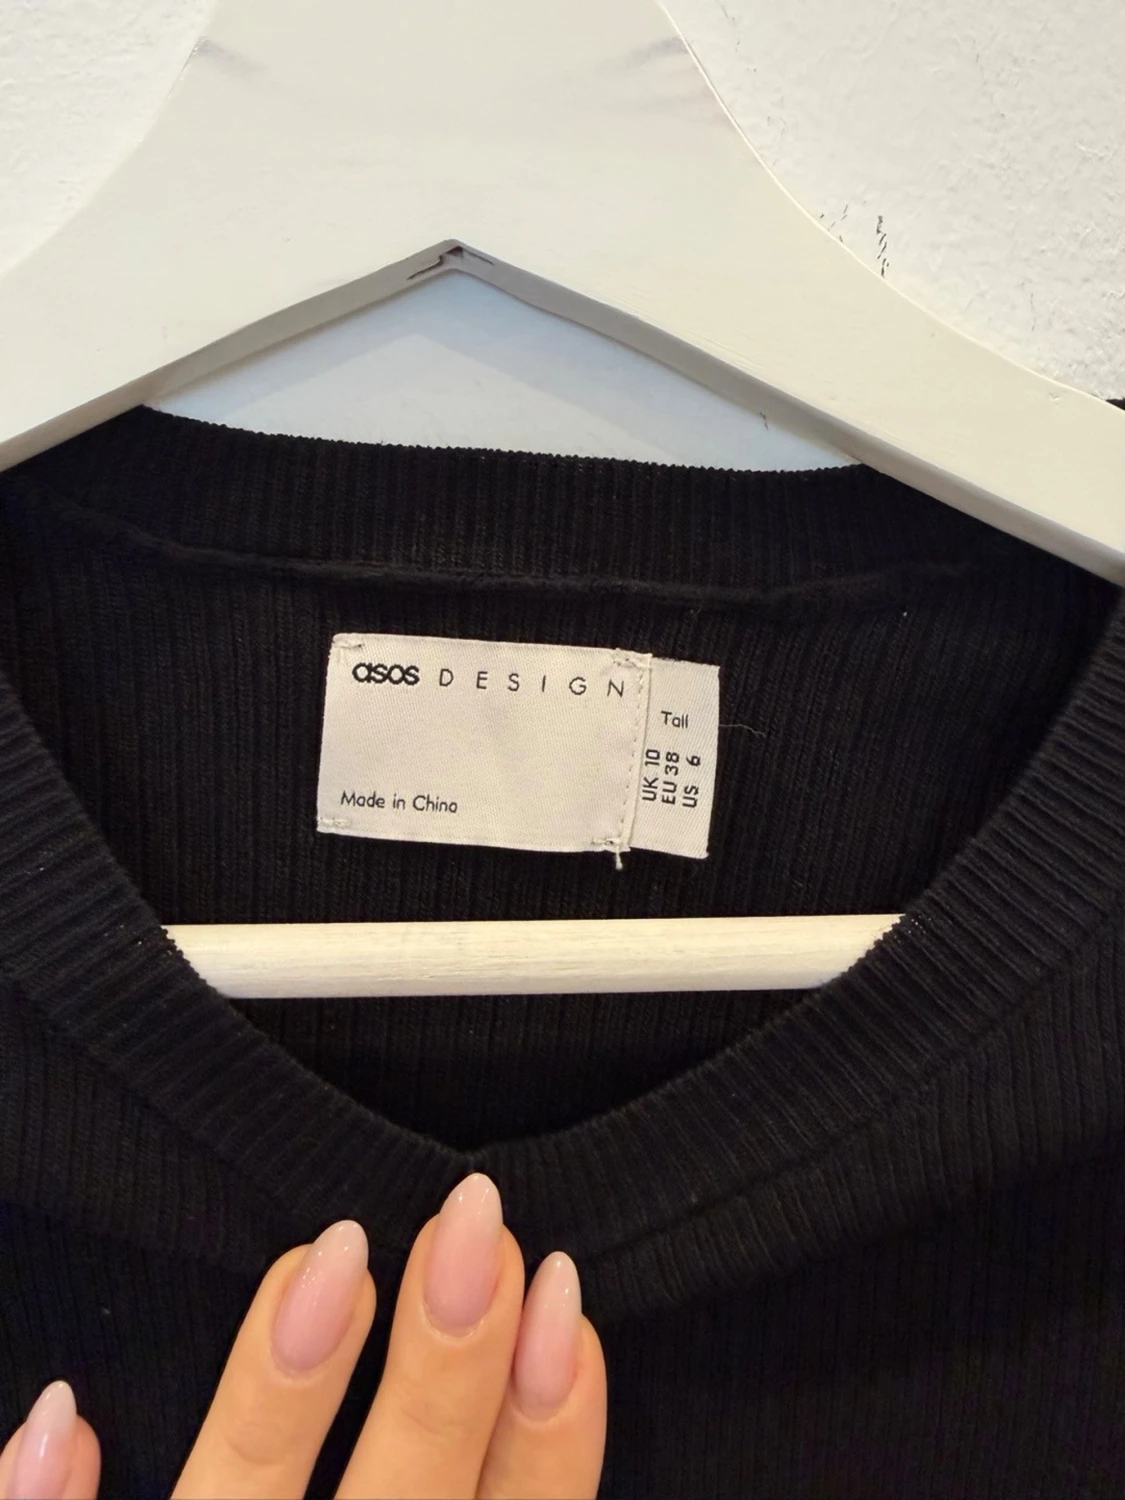 asos DESIGN
Made in China
Tall
UK 10
EU 38
US 6